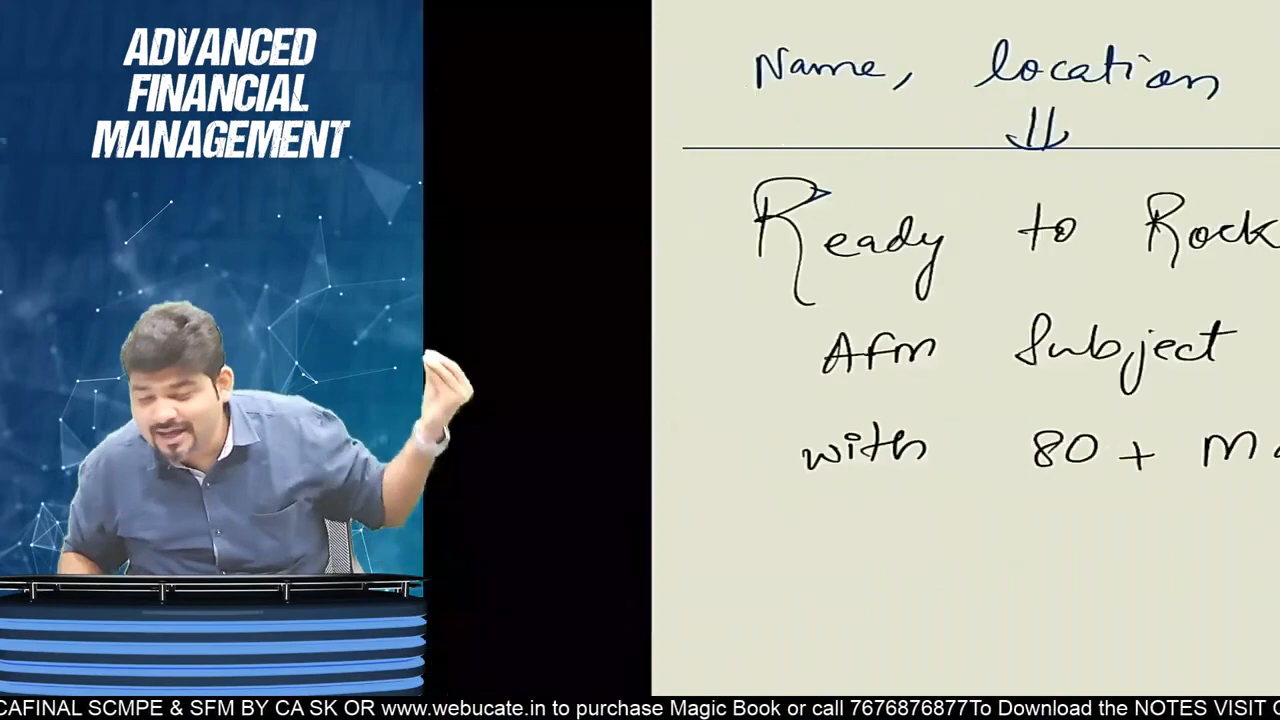 ADVANCED
FINANCIAL
MANAGEMENT
Name, location
Ready to Rock
AFM Subject
with 80 + M
CAFINAL SCMPE & SFM BY CA SK OR www.webucate.in to purchase Magic Book or call 7676876877To Download the NOTES VISIT